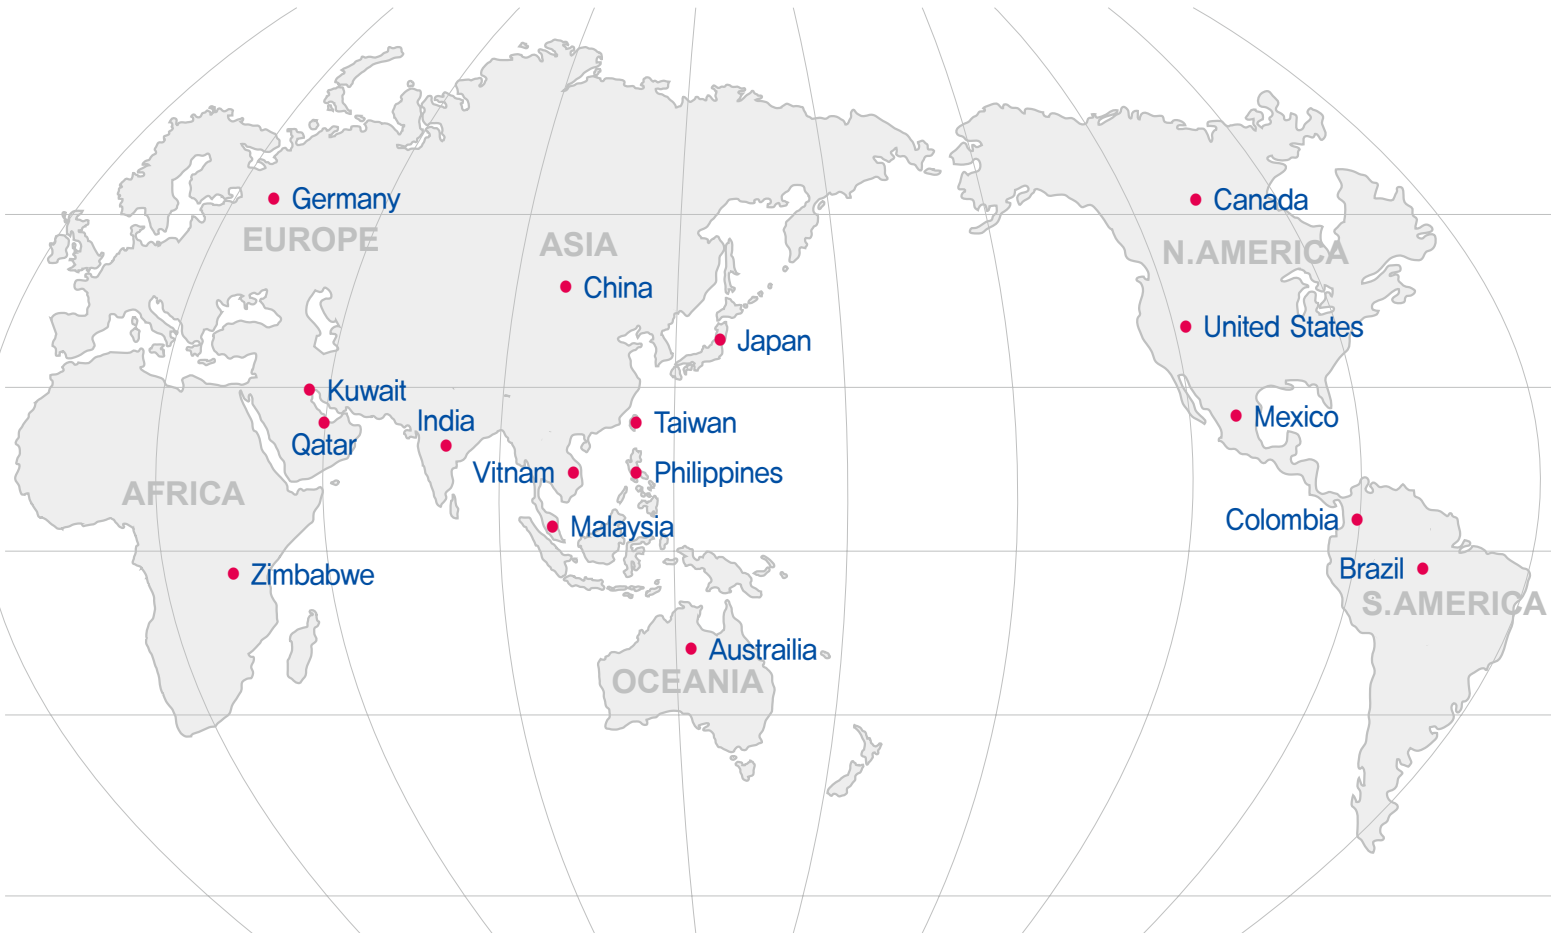 Germany
Canada
EUROPE
ASIA
N.AMERICA
China
United States
Japan
Kuwait
India
Taiwan
Mexico
Qatar
Vitnam
Philippines
AFRICA
Malaysia
Colombia
Zimbabwe
Brazil
S.AMERICA
Austrailia
OCEANIA